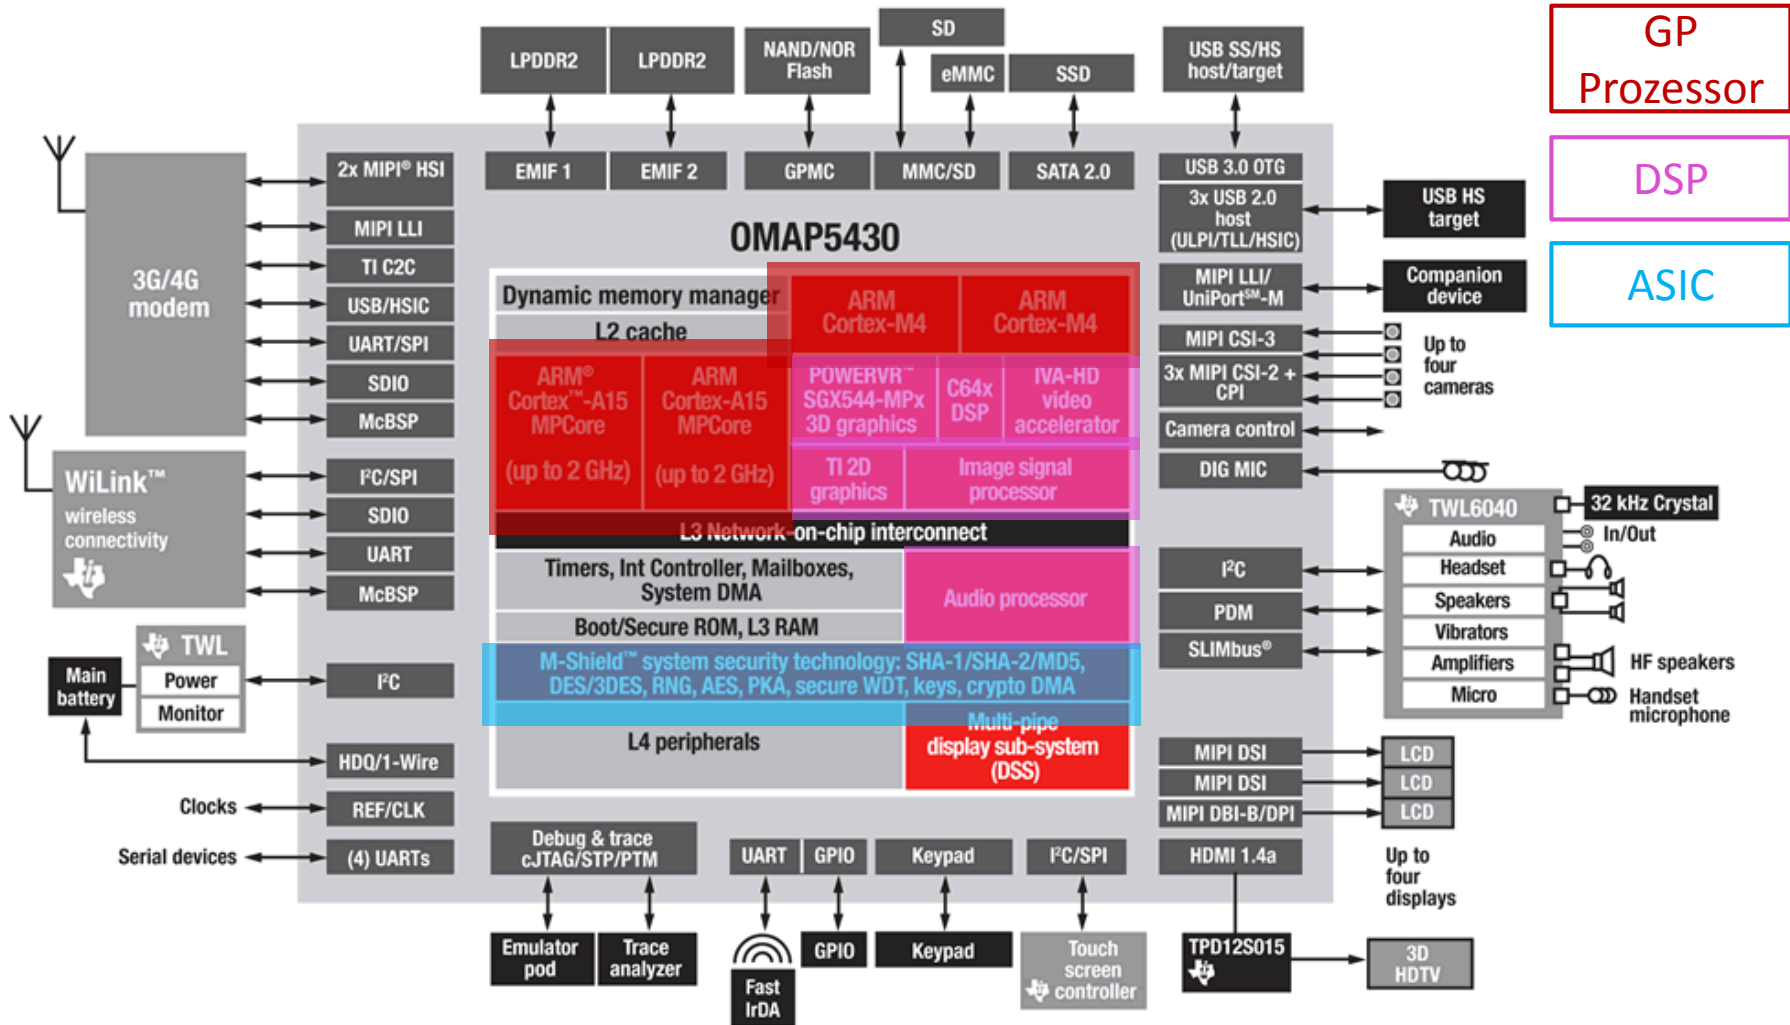 SD
LPDDR2
LPDDR2
NAND/NOR
Flash
eMMC
SSD
USB SS/HS
host/target
GP
Prozessor
DSP
ASIC
EMIF 1
EMIF 2
GPMC
MMC/SD
SATA 2.0
USB 3.0 OTG
3x USB 2.0
host
(ULPI/TLL/HSIC)
USB HS
target
MIPI LLI/
UniPort℠-M
Companion
device
MIPI CSI-3
3x MIPI CSI-2 +
CPI
Up to
four
cameras
Camera control
DIG MIC
3G/4G
modem
2x MIPI® HSI
MIPI LLI
TI C2C
USB/HSIC
UART/SPI
SDIO
McBSP
WiLink™
wireless
connectivity
I²C/SPI
SDIO
UART
McBSP
TWL
Power
Monitor
Main
battery
I²C
HDQ/1-Wire
Clocks
REF/CLK
Serial devices
(4) UARTs
OMAP5430
Dynamic memory manager
L2 cache
ARM
Cortex-M4
ARM
Cortex-M4
ARM®
Cortex™-A15
MPCore
(up to 2 GHz)
ARM
Cortex-A15
MPCore
(up to 2 GHz)
POWERVR™
SGX544-MPx
3D graphics
C64x
DSP
IVA-HD
video
accelerator
TI 2D
graphics
Image signal
processor
L3 Network-on-chip interconnect
Timers, Int Controller, Mailboxes,
System DMA
Boot/Secure ROM, L3 RAM
Audio processor
M-Shield™ system security technology: SHA-1/SHA-2/MD5,
DES/3DES, RNG, AES, PKA, secure WDT, keys, crypto DMA
L4 peripherals
Multi-pipe
display sub-system
(DSS)
TWL6040
32 kHz Crystal
Audio
In/Out
Headset
Speakers
Vibrators
Amplifiers
HF speakers
Micro
Handset
microphone
I²C
PDM
SLIMbus®
MIPI DSI
LCD
MIPI DSI
LCD
MIPI DBI-B/DPI
LCD
HDMI 1.4a
Up to
four
displays
Debug & trace
cJTAG/STP/PTM
UART
GPIO
Keypad
I²C/SPI
Emulator
pod
Trace
analyzer
Fast
IrDA
GPIO
Keypad
Touch
screen
controller
TPD12S015
3D
HDTV